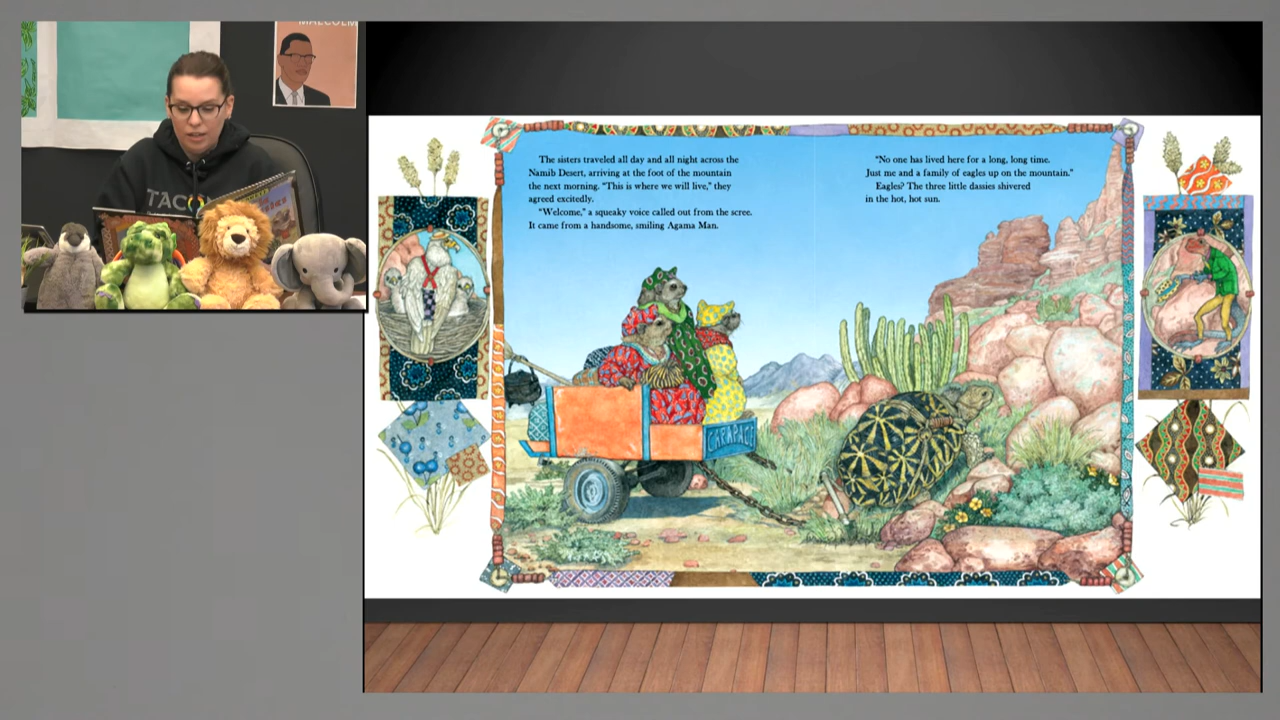 MALCOLM
TACO
The sisters traveled all day and all night across the
Namib Desert, arriving at the foot of the mountain
the next morning. "This is where we will live," they
agreed excitedly.
"Welcome," a squeaky voice called out from the scree.
It came from a handsome, smiling Agama Man.
"No one has lived here for a long, long time.
Just me and a family of eagles up on the mountain."
Eagles? The three little dassies shivered
in the hot, hot sun.
CARAPACE